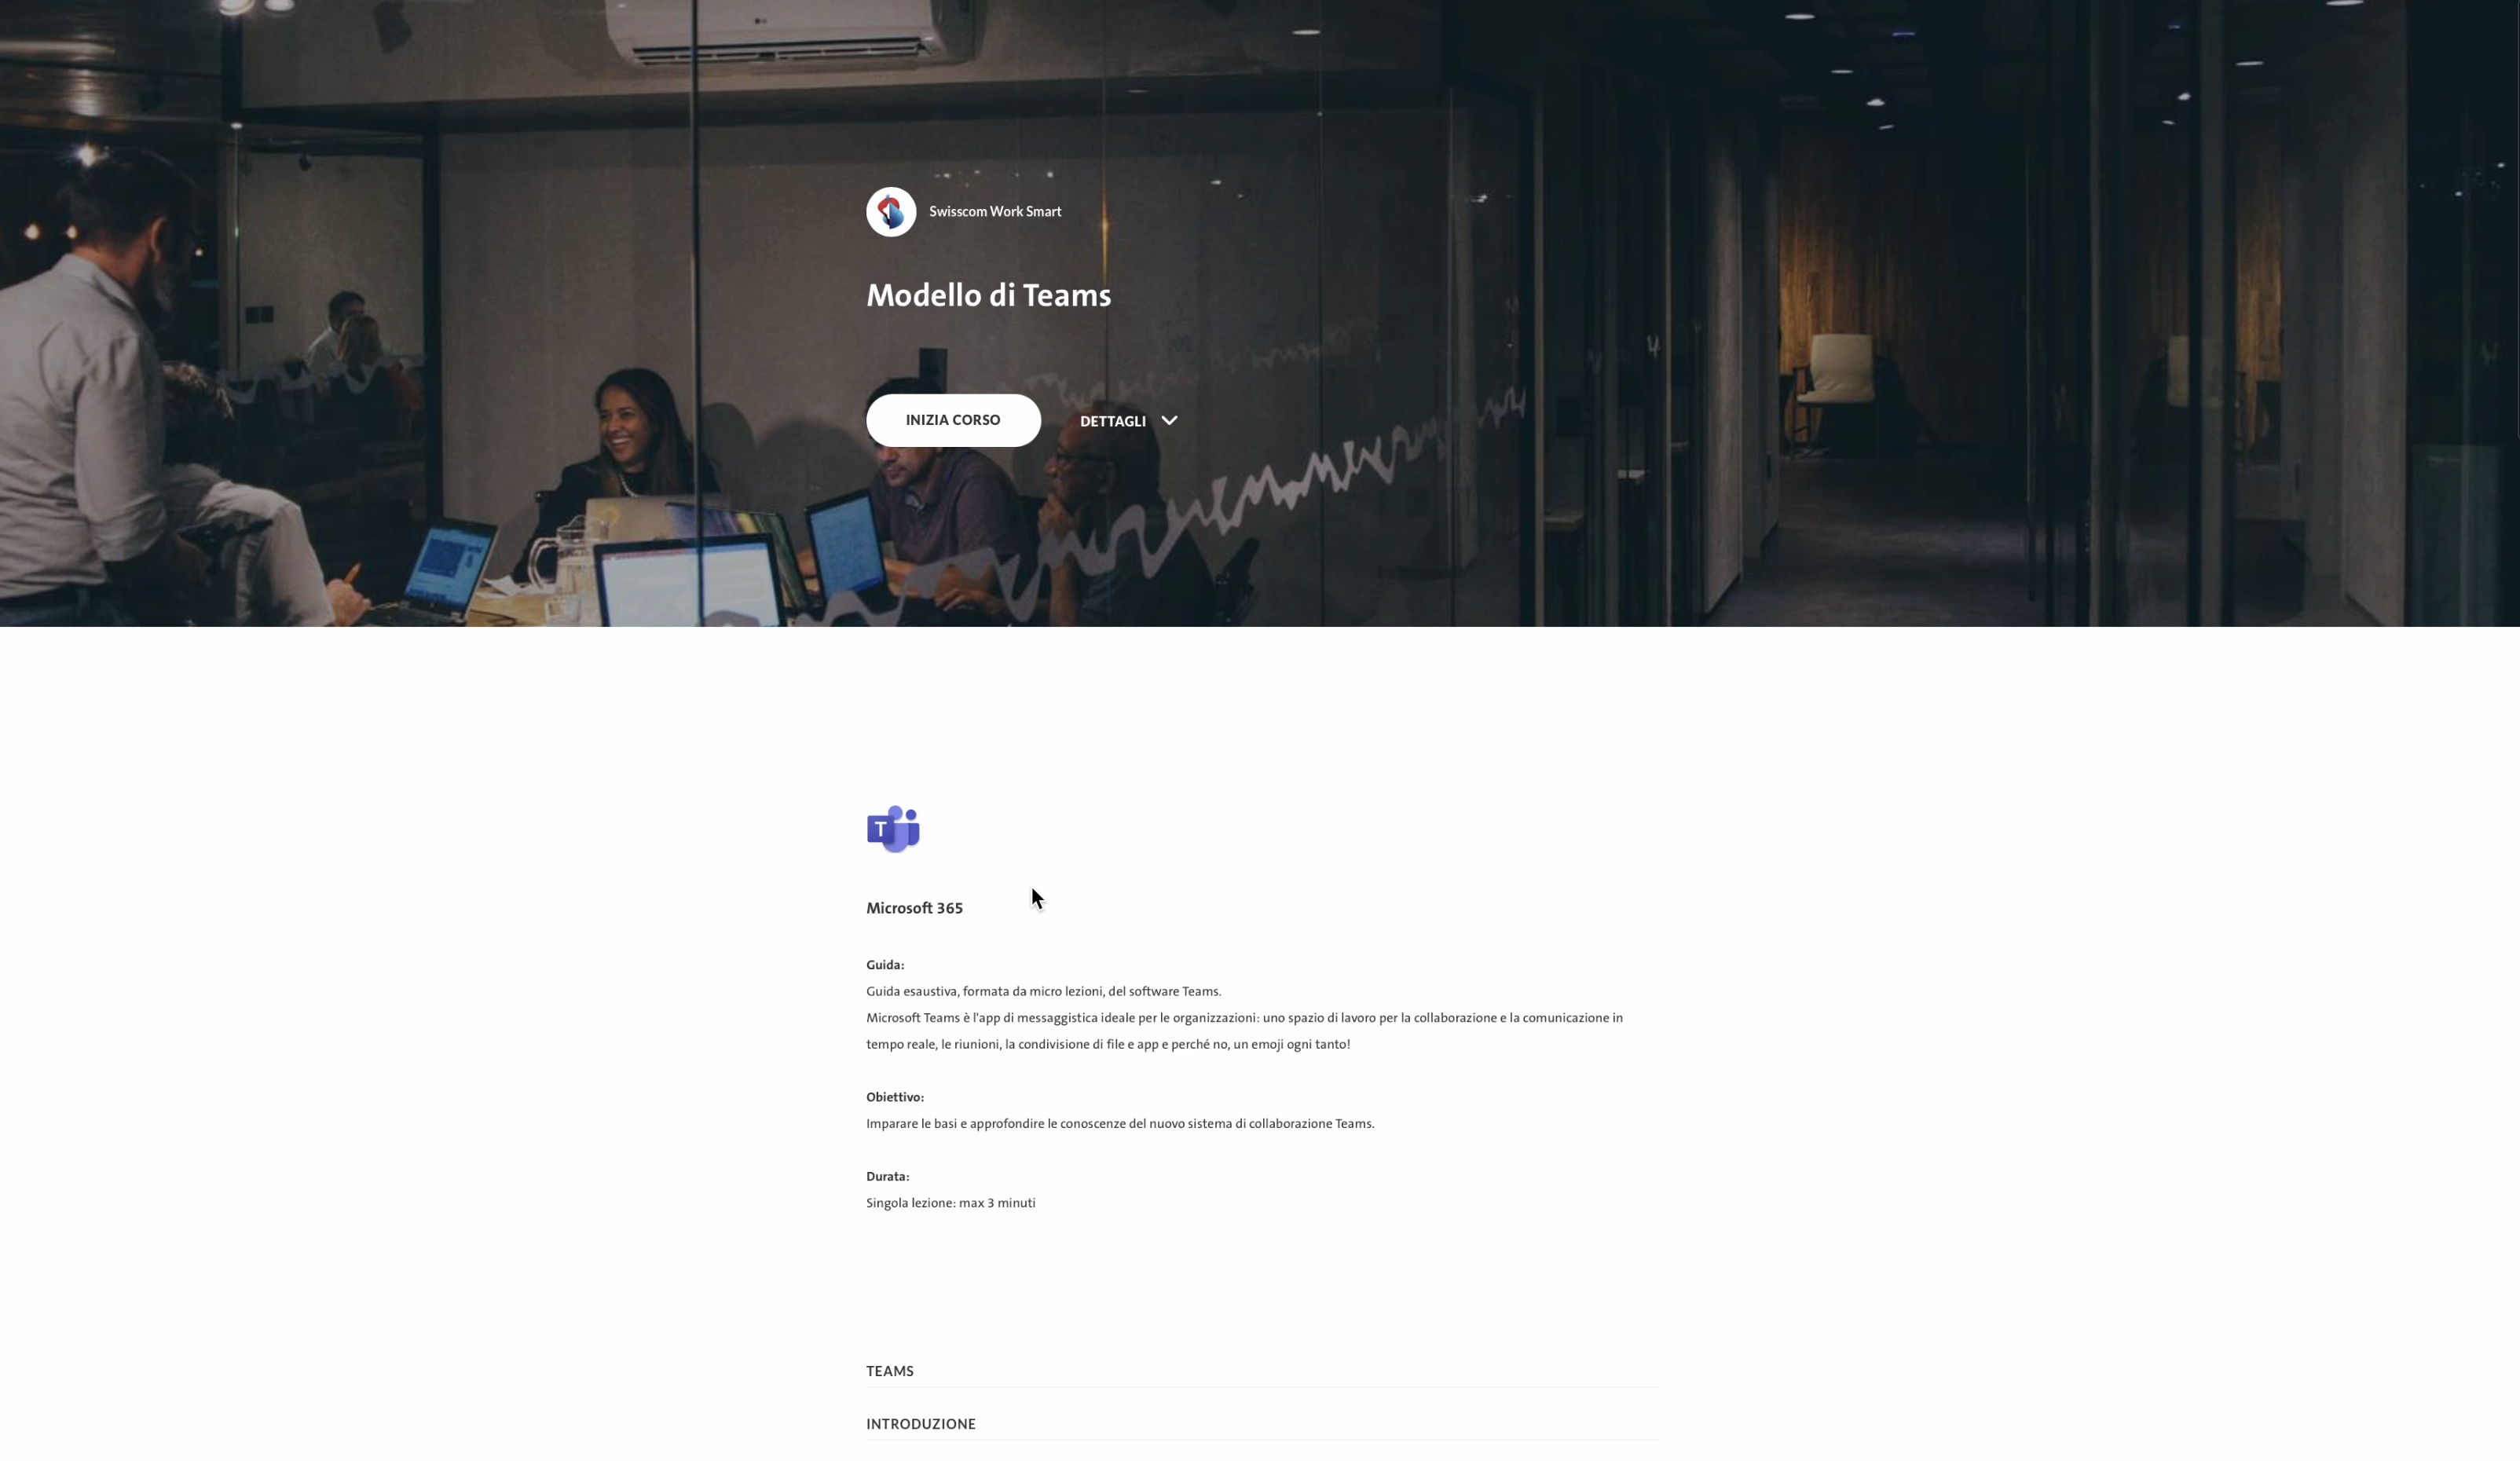 Swisscom Work Smart
Modello di Teams
INIZIA CORSO
DETTAGLI
T
Microsoft 365
Guida:
Guida esaustiva, formata da micro lezioni, del software Teams.
Microsoft Teams è l'app di messaggistica ideale per le organizzazioni: uno spazio di lavoro per la collaborazione e la comunicazione in
tempo reale, le riunioni, la condivisione di file e app e perché no, un emoji ogni tanto!
Obiettivo:
Imparare le basi e approfondire le conoscenze del nuovo sistema di collaborazione Teams.
Durata:
Singola lezione: max 3 minuti
TEAMS
INTRODUZIONE